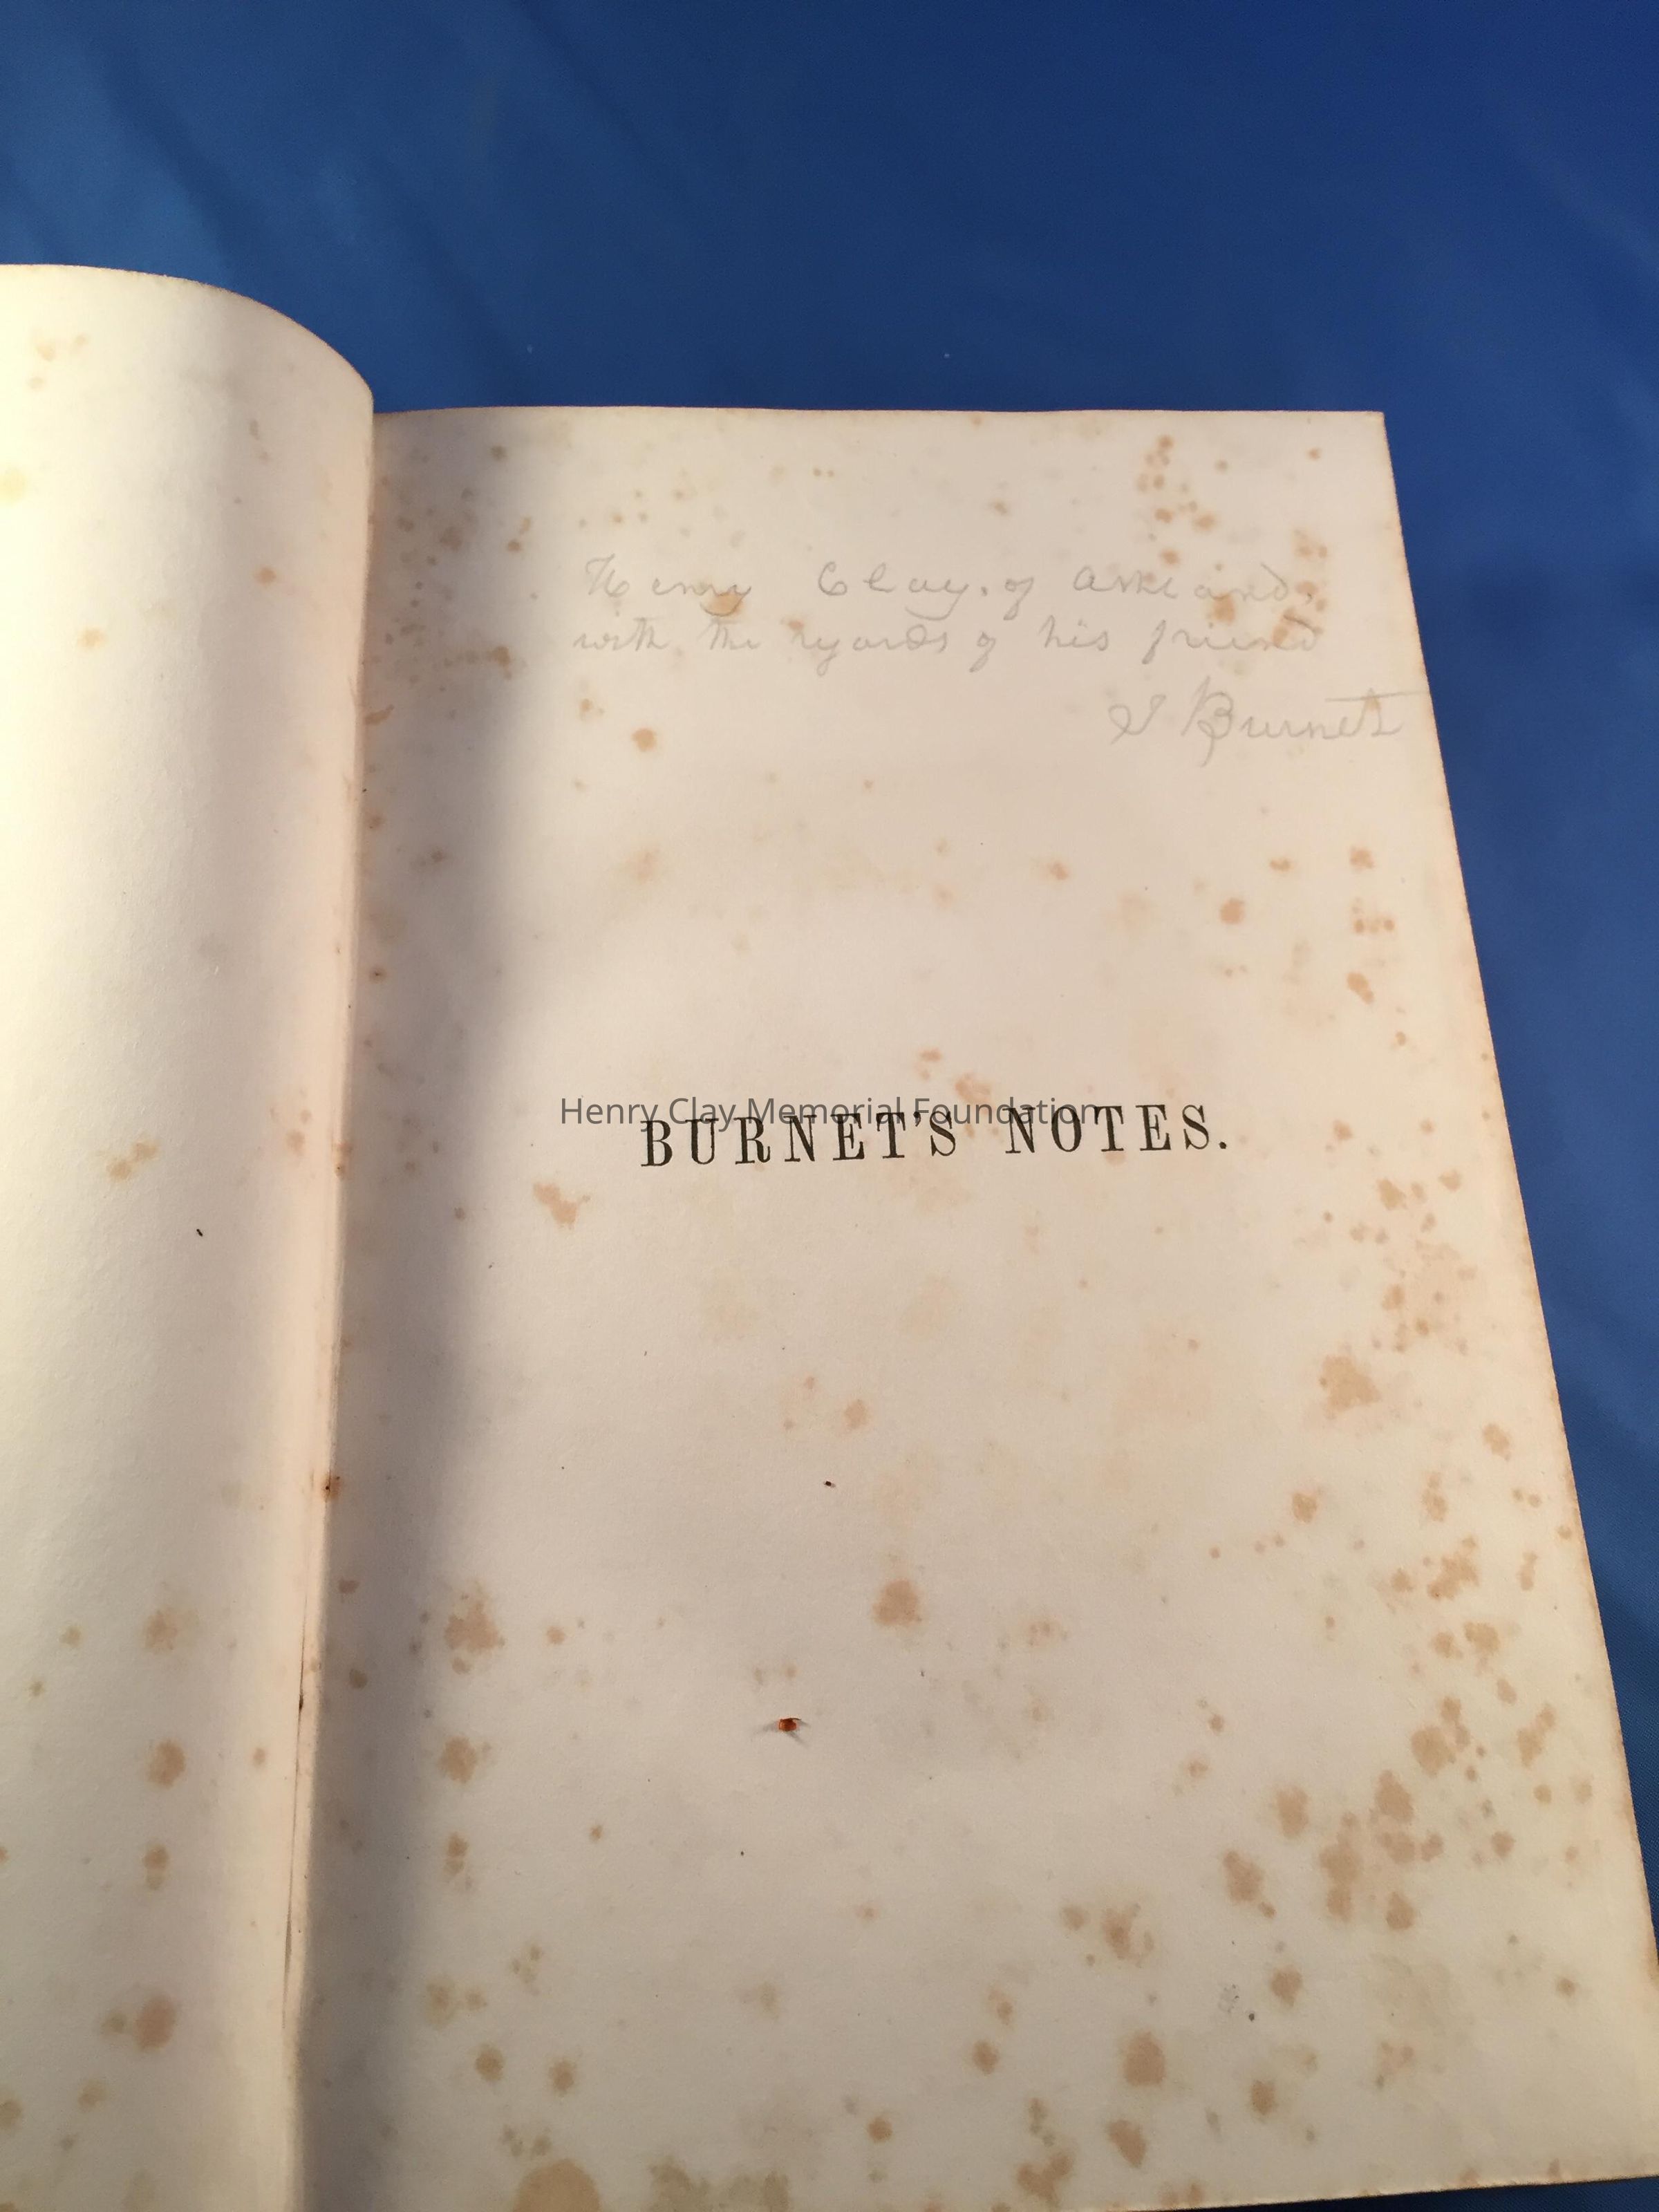 Henry Clay. of Ashland,
with the regards of his friend
J Burnet
Henry Clay Memorial Foundation
BURNET'S NOTES.